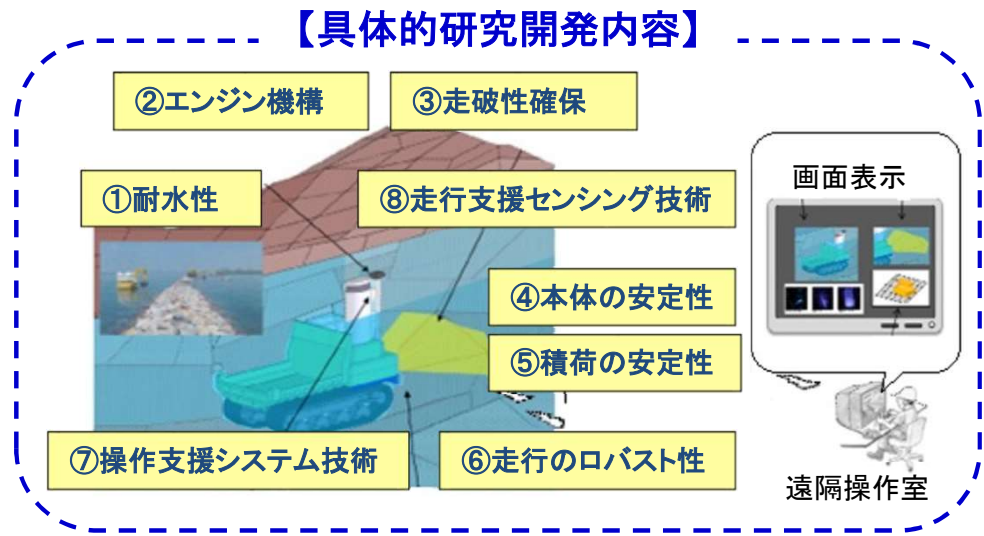 【具体的研究開発内容】
②エンジン機構
③走破性確保
①耐水性
⑧走行支援センシング技術
④本体の安定性
⑤積荷の安定性
⑦操作支援システム技術
⑥走行のロバスト性
画面表示
遠隔操作室